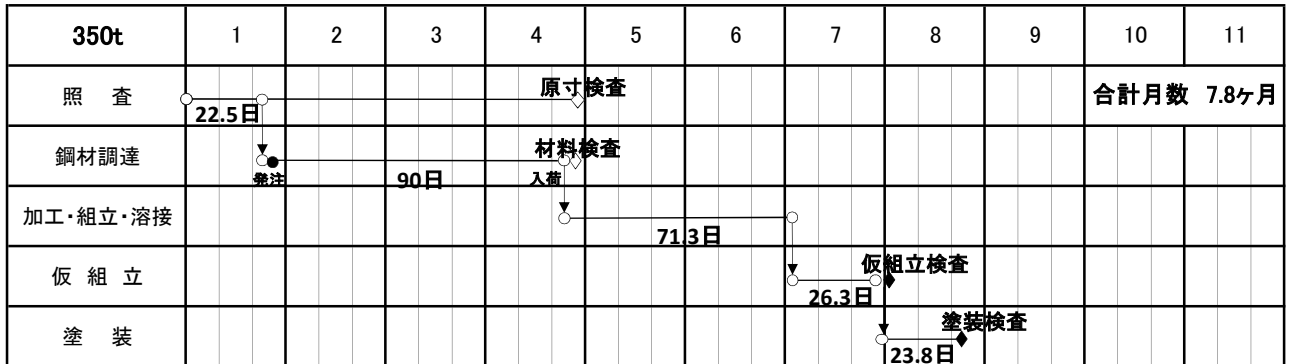 350t 1 2 3 4 5 6 7 8 9 10 11
照 査 22.5日 原寸検査 合計月数 7.8ヶ月
鋼材調達 発注 90日 入荷 材料検査
加工・組立・溶接 71.3日
仮 組 立 26.3日 仮組立検査
塗 装 23.8日 塗装検査